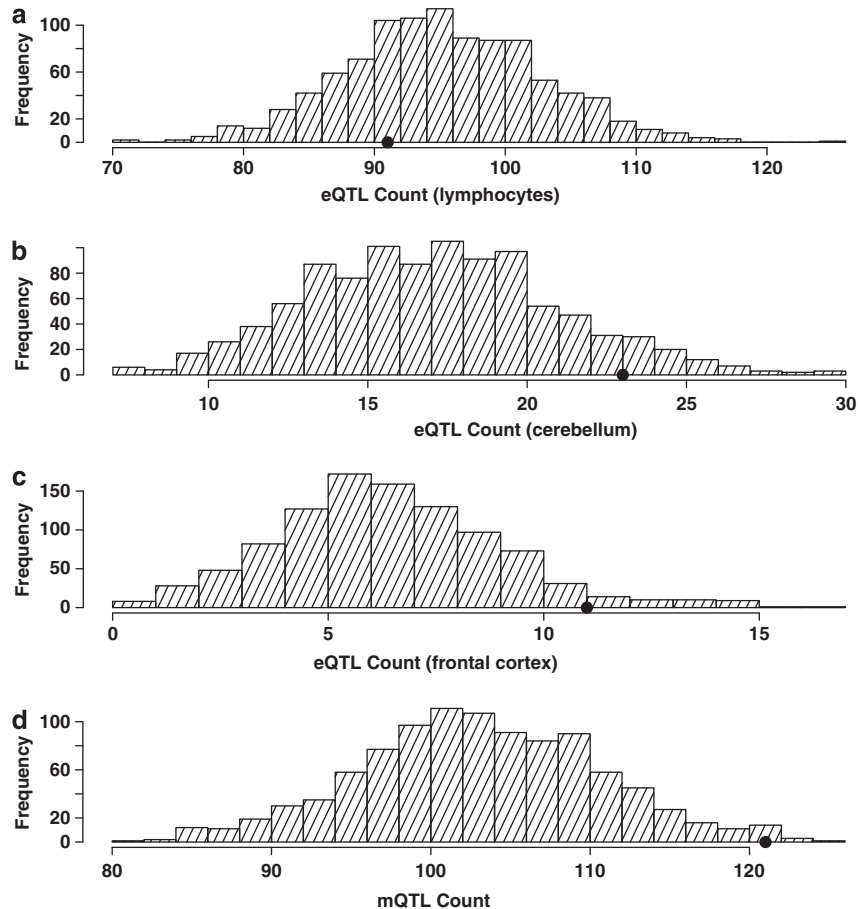 a
Frequency
100
60
20
0
70 80 90 100 110 120
eQTL Count (lymphocytes)
b
Frequency
80
60
40
20
0
10 15 20 25 30
eQTL Count (cerebellum)
c
Frequency
150
100
50
0
0 5 10 15
eQTL Count (frontal cortex)
d
Frequency
100
60
20
0
80 90 100 110 120
mQTL Count